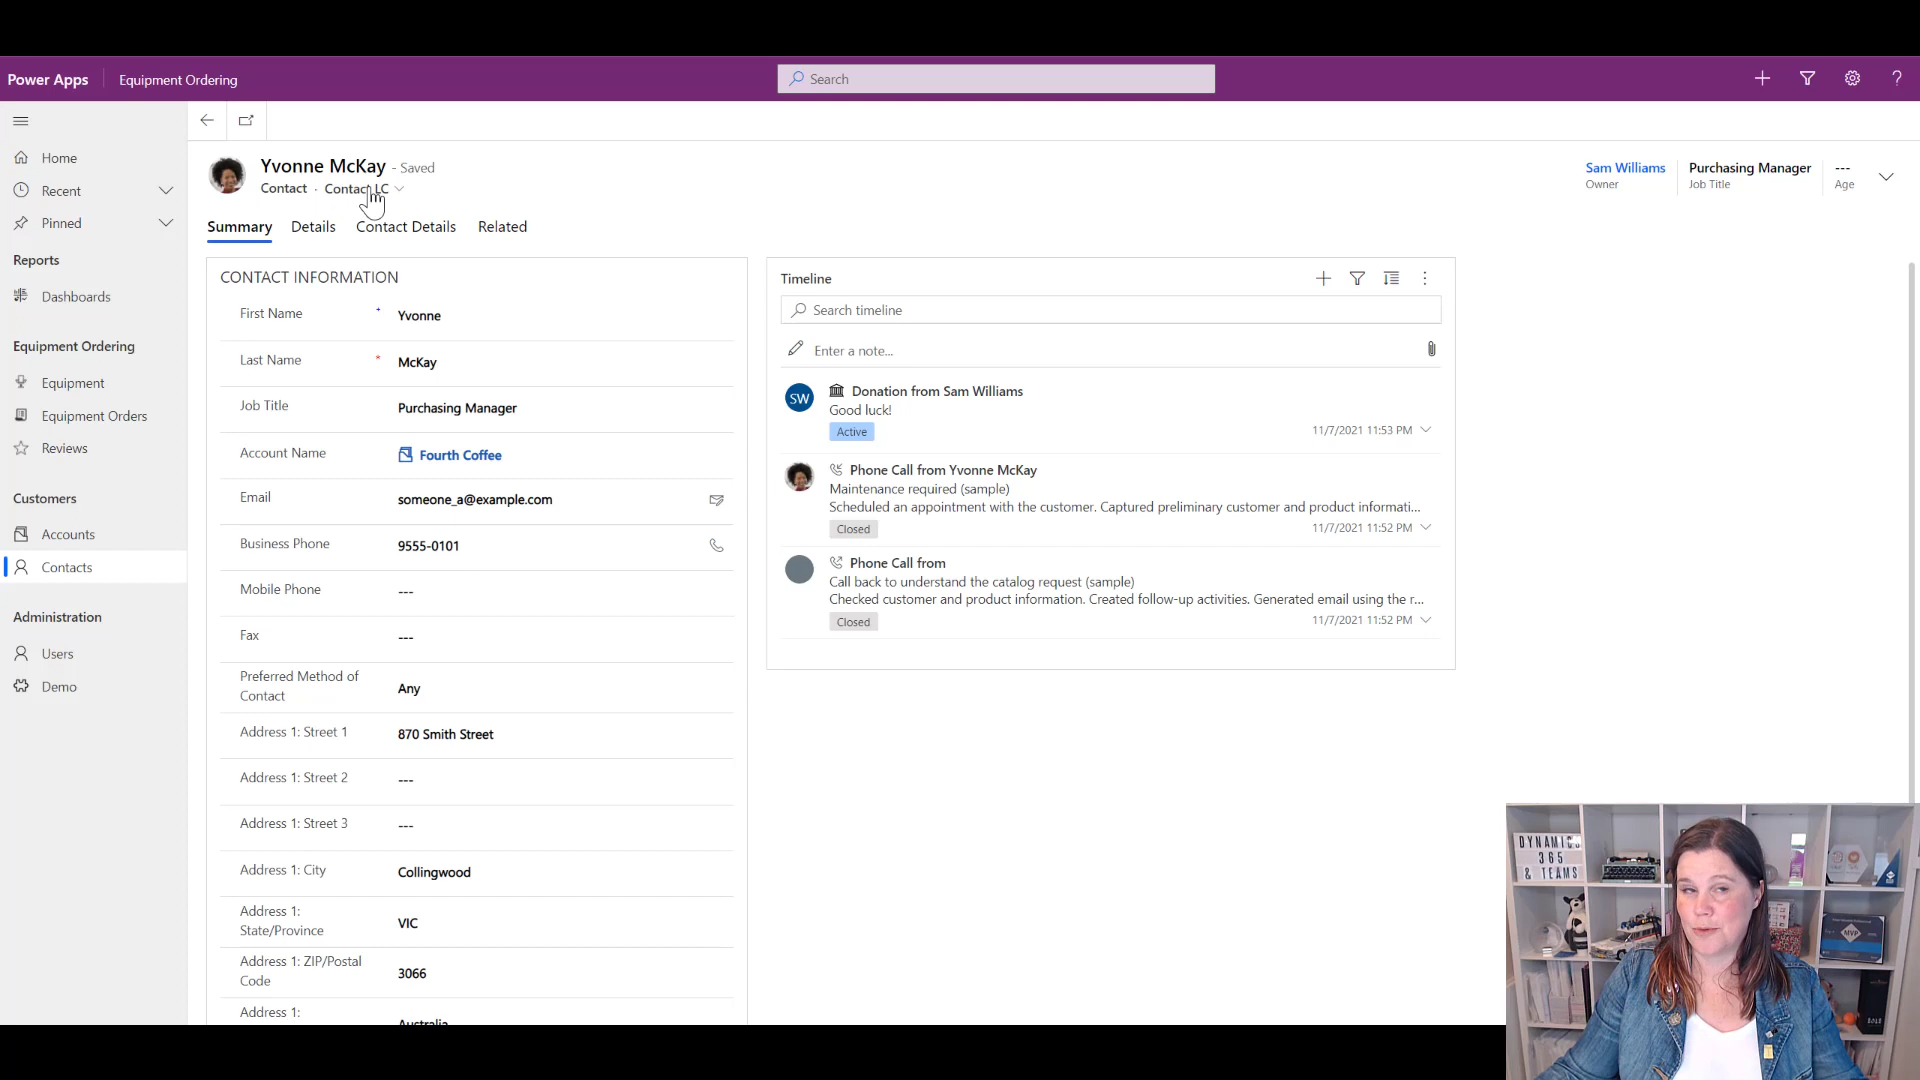 Power Apps
Equipment Ordering
Search
Home
Recent
Pinned
Reports
Dashboards
Equipment Ordering
Equipment
Equipment Orders
Reviews
Customers
Accounts
Contacts
Administration
Users
Demo
Yvonne McKay - Saved
Contact · Contact LC
Sam Williams
Owner
Purchasing Manager
Job Title
---
Age
Summary Details Contact Details Related
CONTACT INFORMATION
First Name + Yvonne
Last Name * McKay
Job Title Purchasing Manager
Account Name Fourth Coffee
Email someone_a@example.com
Business Phone 9555-0101
Mobile Phone ---
Fax ---
Preferred Method of
Contact
Any
Address 1: Street 1 870 Smith Street
Address 1: Street 2 ---
Address 1: Street 3 ---
Address 1: City Collingwood
Address 1:
State/Province
VIC
Address 1: ZIP/Postal
Code
3066
Address 1:
Australia
Timeline
Search timeline
Enter a note...
SW
Donation from Sam Williams
Good luck!
Active
11/7/2021 11:53 PM
Phone Call from Yvonne McKay
Maintenance required (sample)
Scheduled an appointment with the customer. Captured preliminary customer and product informati...
Closed
11/7/2021 11:52 PM
Phone Call from
Call back to understand the catalog request (sample)
Checked customer and product information. Created follow-up activities. Generated email using the r...
Closed
11/7/2021 11:52 PM
DYNAMICS
365
& TEAMS
MVP